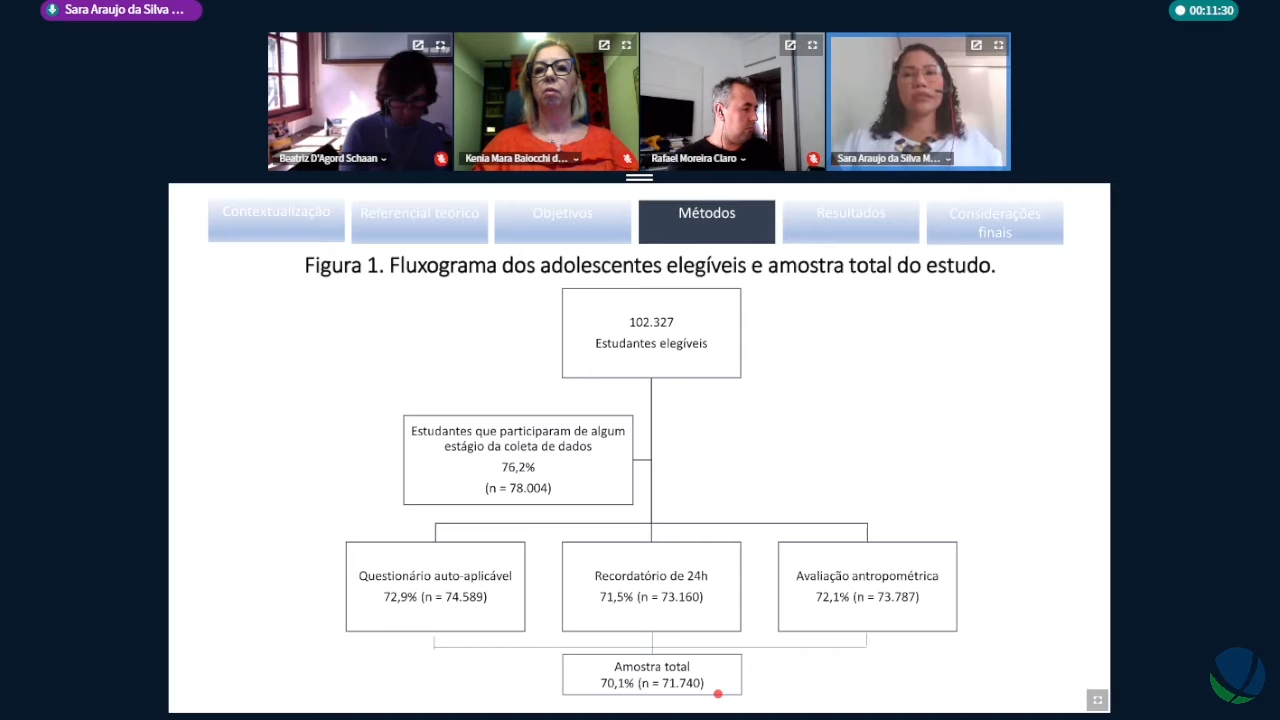 Sara Araujo da Silva ...
00:11:30
Beatriz D'Agord Schaan
Kenia Mara Baiocchi d...
Rafael Moreira Claro
Sara Araujo da Silva M...
Contextualização
Referencial teórico
Objetivos
Métodos
Resultados
Considerações
finais
Figura 1. Fluxograma dos adolescentes elegíveis e amostra total do estudo.
102.327
Estudantes elegíveis
Estudantes que participaram de algum
estágio da coleta de dados
76,2%
(n = 78.004)
Questionário auto-aplicável
72,9% (n = 74.589)
Recordatório de 24h
71,5% (n = 73.160)
Avaliação antropométrica
72,1% (n = 73.787)
Amostra total
70,1% (n = 71.740)